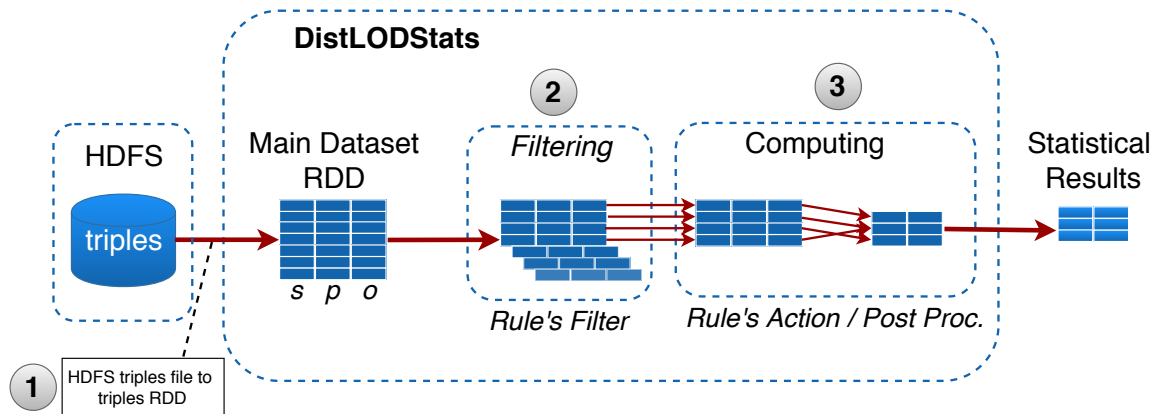 DistLODStats
2
3
HDFS
triples
Main Dataset
RDD
s p o
Filtering
Rule's Filter
Computing
Rule's Action / Post Proc.
Statistical
Results
1
HDFS triples file to
triples RDD